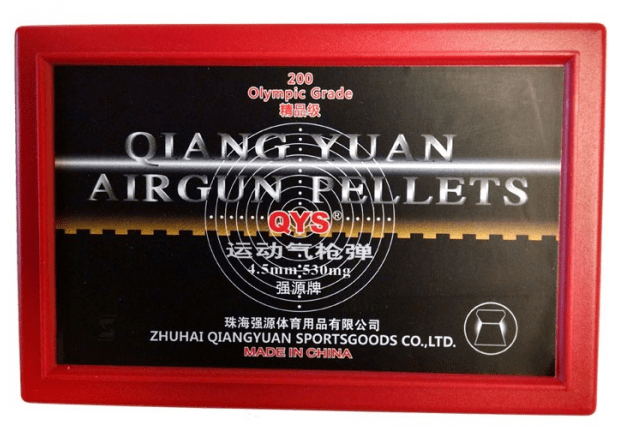 200
Olympic Grade
精品级
QIANG YUAN
AIRGUN PELLETS
QYS®
运动气枪弹
4.5mm 530mg
强源牌
珠海强源体育用品有限公司
ZHUHAI QIANGYUAN SPORTSGOODS CO.,LTD.
MADE IN CHINA